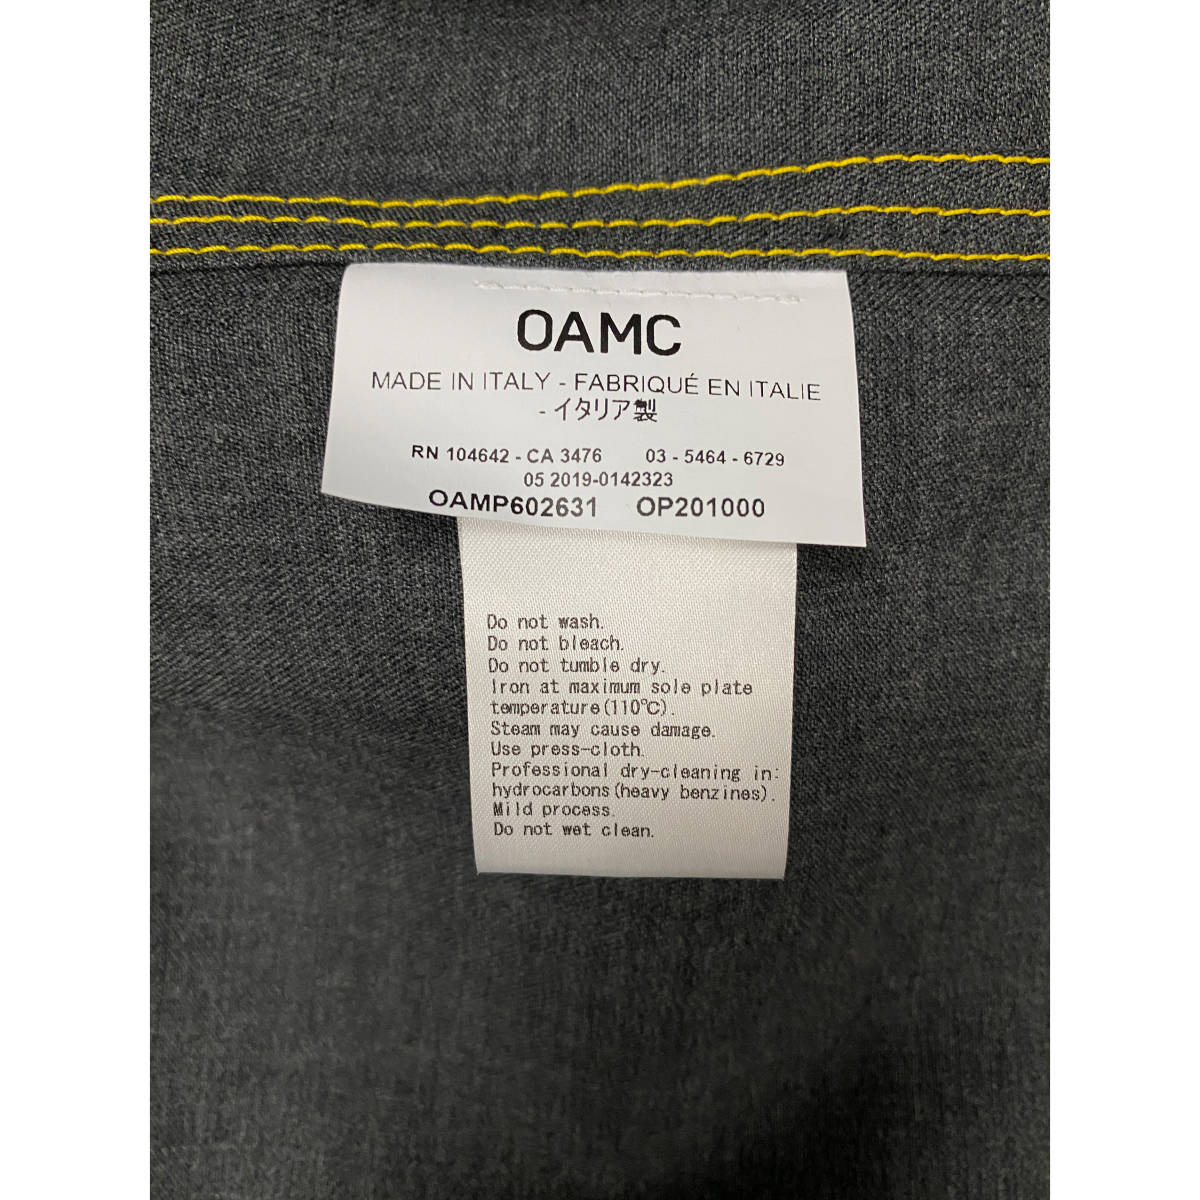 OAMC
MADE IN ITALY - FABRIQUÉ EN ITALIE
- イタリア製
RN 104642 - CA 3476 03 - 5464 - 6729
05 2019-0142323
OAMP602631 OP201000
Do not wash.
Do not bleach.
Do not tumble dry.
Iron at maximum sole plate
temperature(110℃).
Steam may cause damage.
Use press-cloth.
Professional dry-cleaning in:
hydrocarbons(heavy benzines).
Mild process.
Do not wet clean.